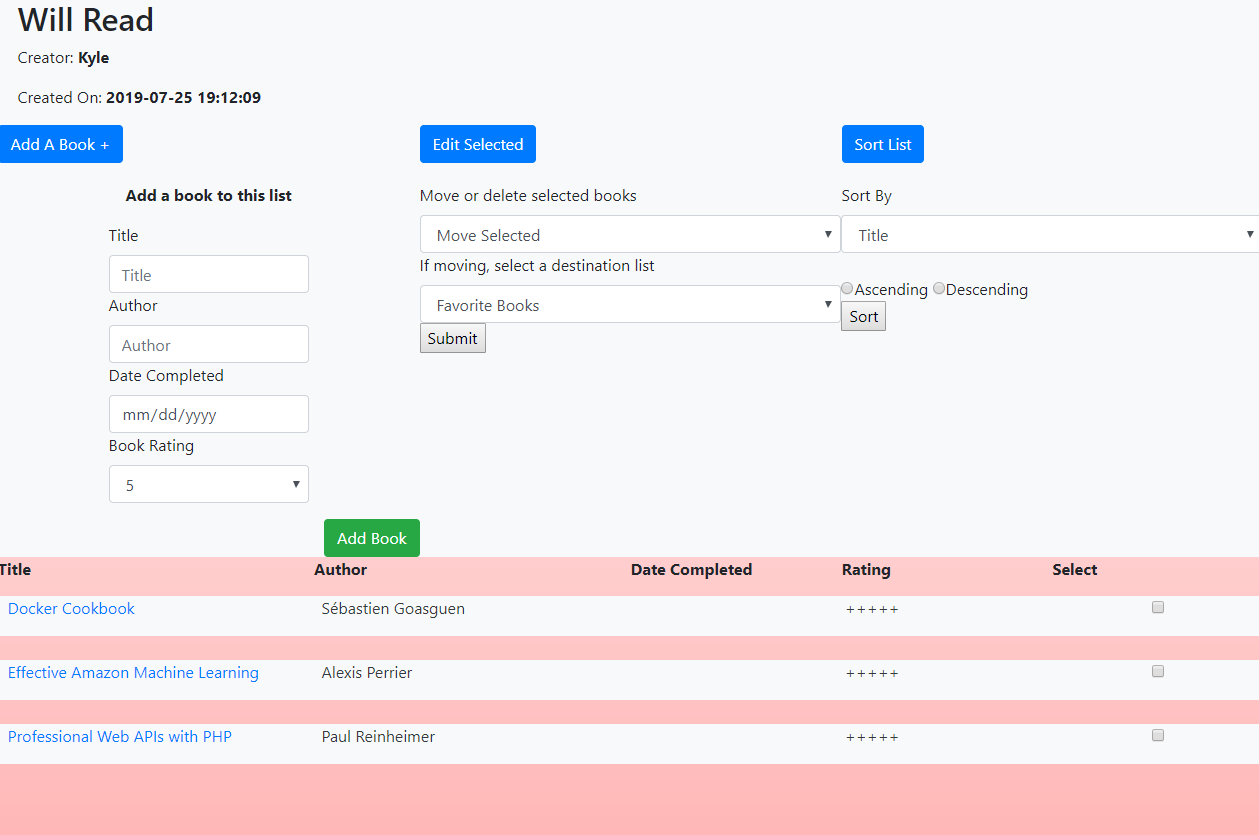 Will Read
Creator: Kyle
Created On: 2019-07-25 19:12:09
Add A Book +
Edit Selected
Sort List
Add a book to this list
Title
Title
Author
Author
Date Completed
mm/dd/yyyy
Book Rating
5
Add Book
Move or delete selected books
Move Selected
If moving, select a destination list
Favorite Books
Submit
Sort By
Title
Ascending Descending
Sort
Title Author Date Completed Rating Select
Docker Cookbook Sébastien Goasguen +++++
Effective Amazon Machine Learning Alexis Perrier +++++
Professional Web APIs with PHP Paul Reinheimer +++++